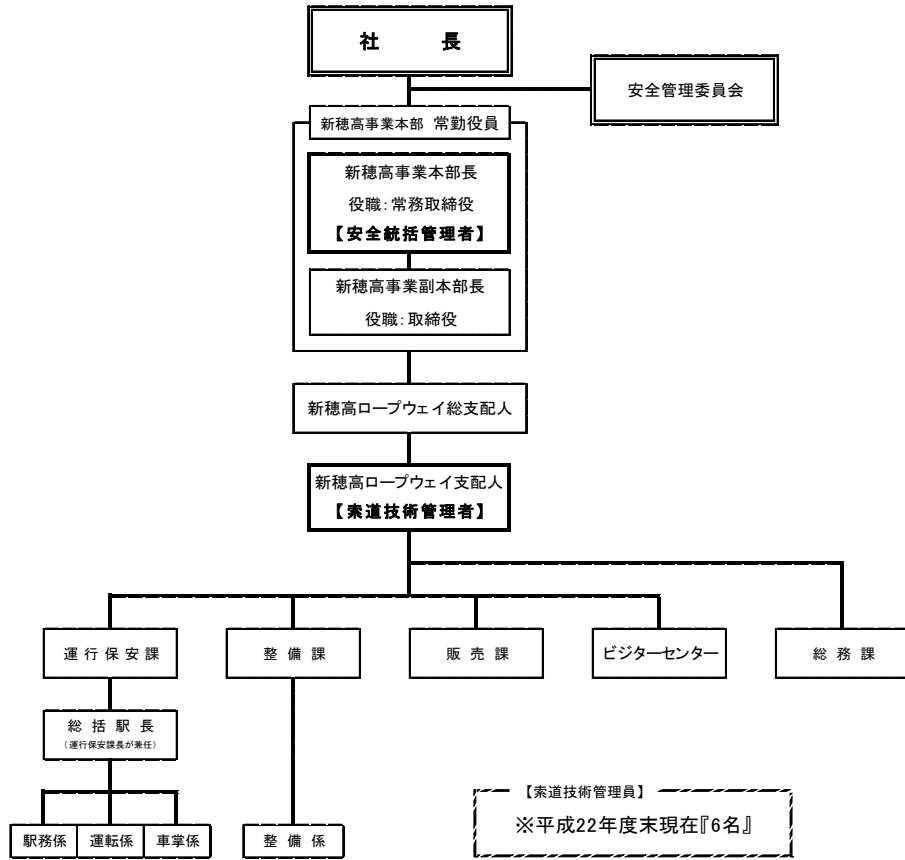 社　長
安全管理委員会
新穂高事業本部 常勤役員
新穂高事業本部長
役職：常務取締役
【安全統括管理者】
新穂高事業副本部長
役職：取締役
新穂高ロープウェイ総支配人
新穂高ロープウェイ支配人
【索道技術管理者】
運行保安課
整備課
販売課
ビジターセンター
総務課
総括駅長
（運行保安課長が兼任）
駅務係
運転係
車掌係
整備係
【索道技術管理員】
※平成22年度末現在『6名』